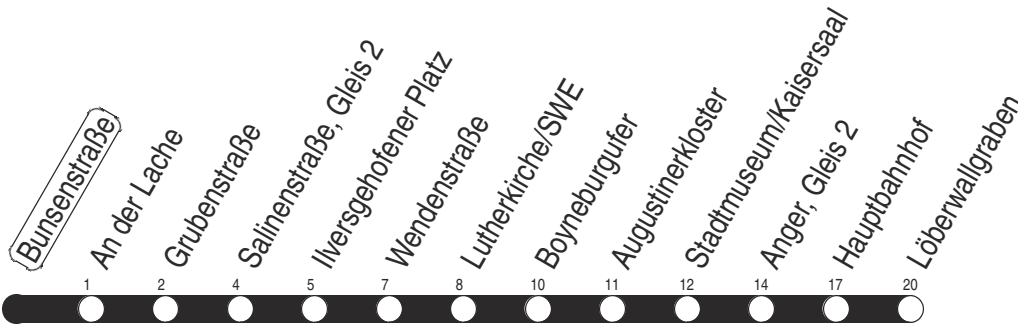 Bunsenstraße
An der Lache
Grubenstraße
Salinenstraße, Gleis 2
Ilversgehofener Platz
Wendenstraße
Lutherkirche/SWE
Boyneburgufer
Augustinerkloster
Stadtmuseum/Kaisersaal
Anger, Gleis 2
Hauptbahnhof
Löberwallgraben
1 2 4 5 7 8 10 11 12 14 17 20